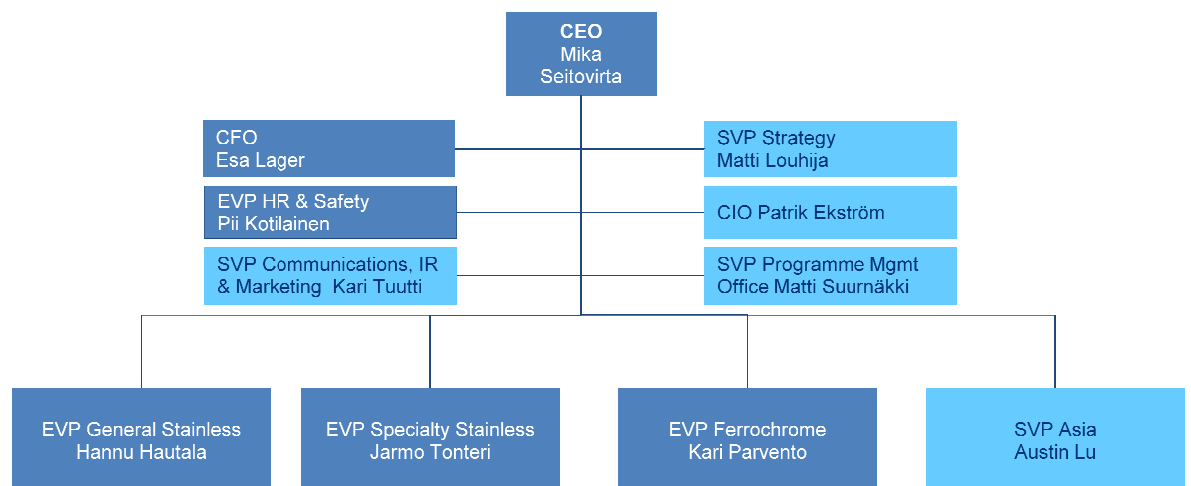 CEO
Mika
Seitovirta
CFO
Esa Lager
SVP Strategy
Matti Louhija
EVP HR & Safety
Pii Kotilainen
CIO Patrik Ekström
SVP Communications, IR
& Marketing  Kari Tuutti
SVP Programme Mgmt
Office Matti Suurnäkki
EVP General Stainless
Hannu Hautala
EVP Specialty Stainless
Jarmo Tonteri
EVP Ferrochrome
Kari Parvento
SVP Asia
Austin Lu